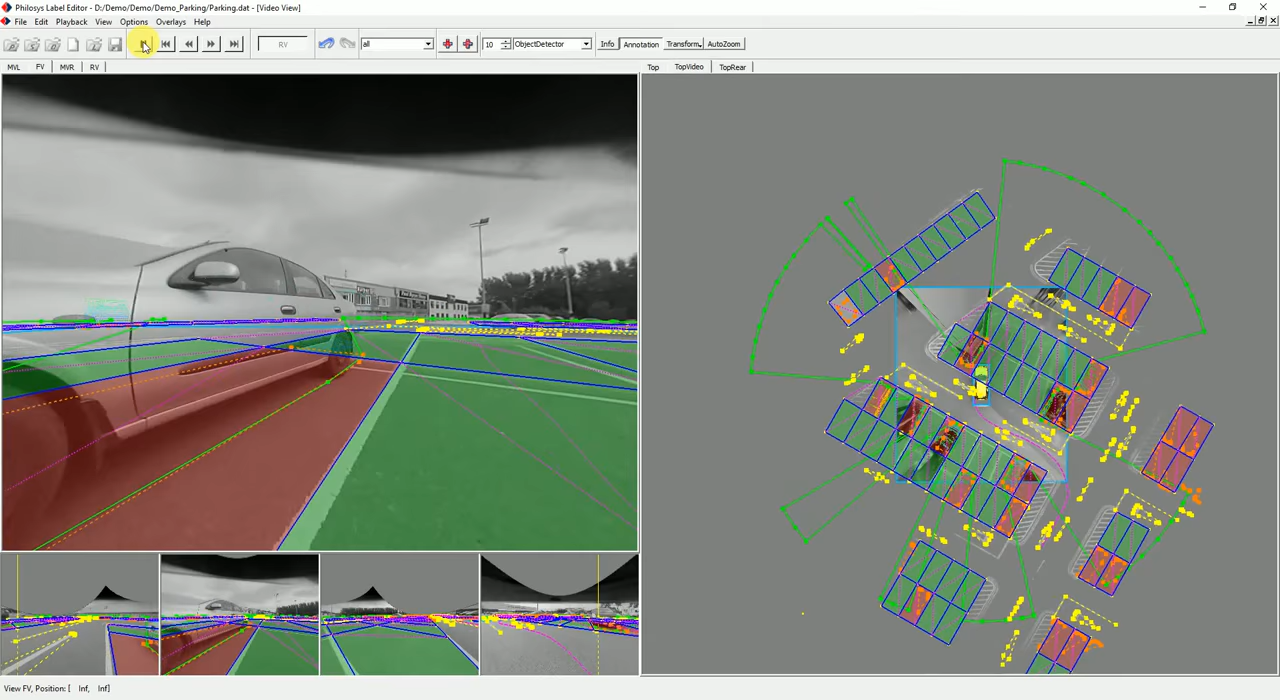 Philosys Label Editor - D:/Demo/Demo/Demo_Parking/Parking.dat - [Video View]
File Edit Playback View Options Overlays Help
RV all 10 ObjectDetector Info Annotation Transform. AutoZoom
MVL FV MVR RV Top TopVideo TopRear
View FV, Position: [ Inf, Inf]